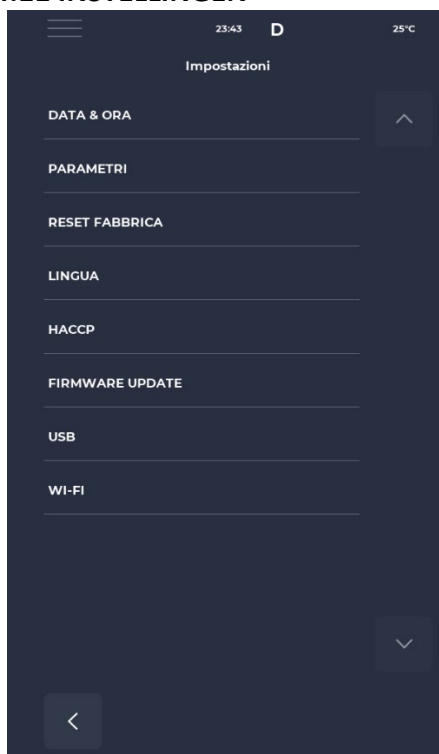 23:43 D 25°C
Impostazioni
DATA & ORA
PARAMETRI
RESET FABBRICA
LINGUA
HACCP
FIRMWARE UPDATE
USB
WI-FI